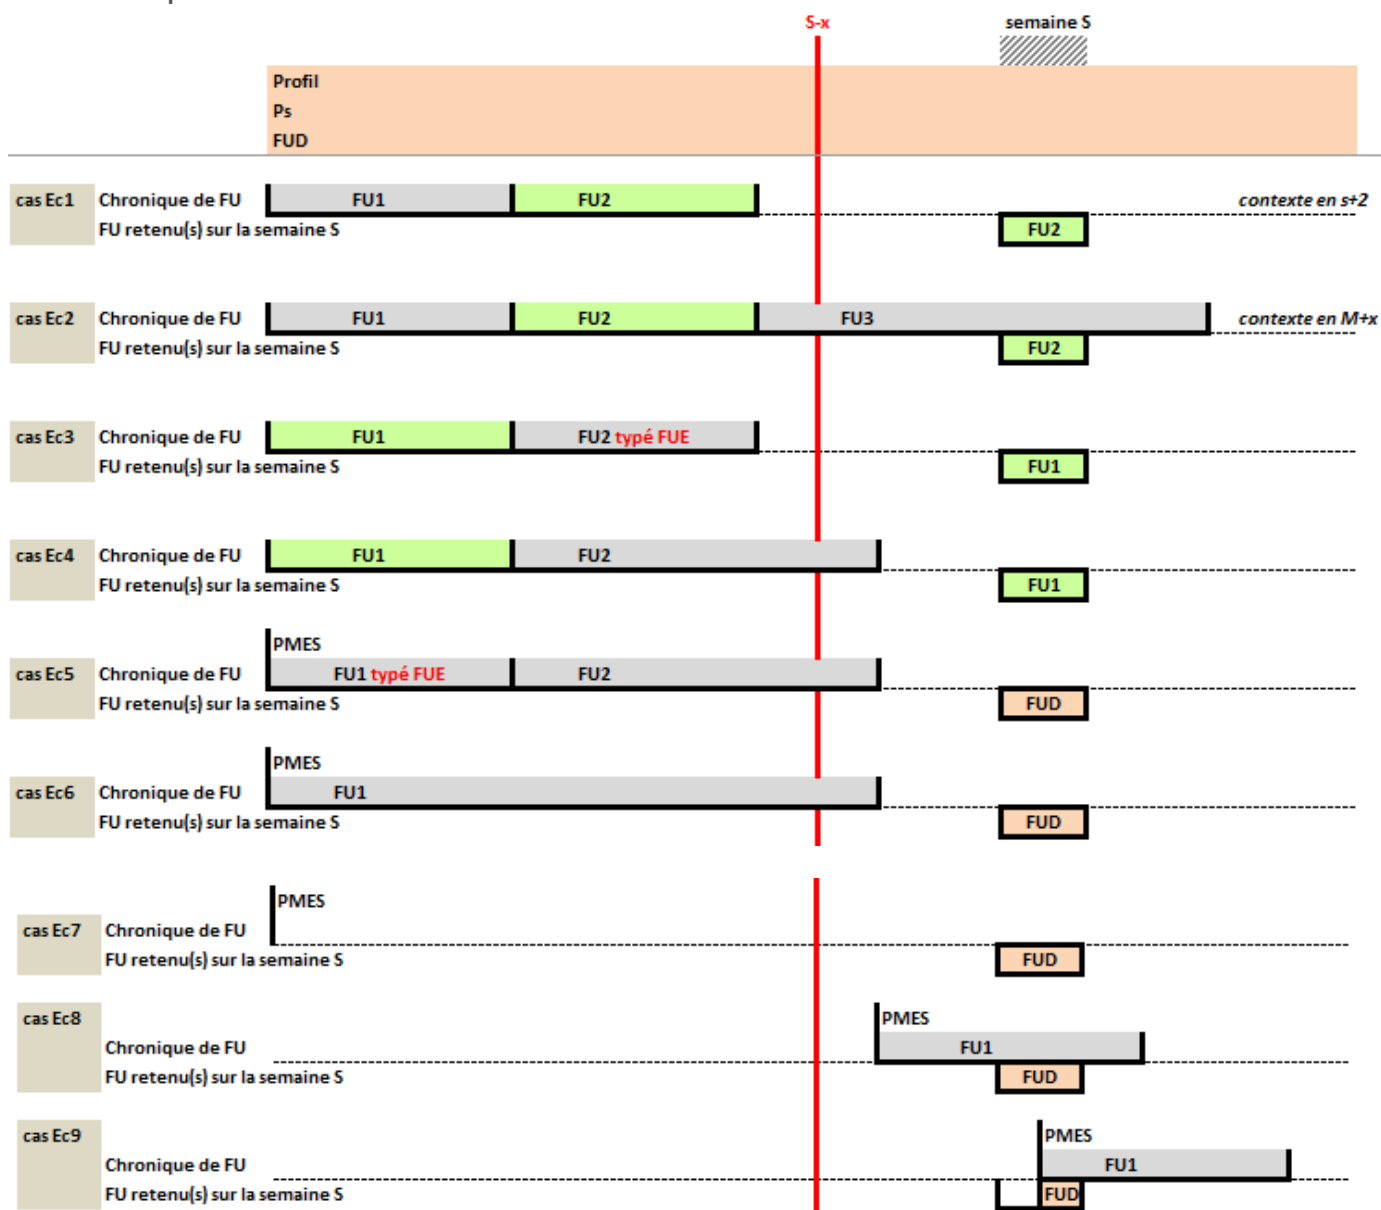 S-x semaine S
Profil
Ps
FUD
cas Ec1 Chronique de FU FU1 FU2 contexte en s+2
FU retenu(s) sur la semaine S FU2
cas Ec2 Chronique de FU FU1 FU2 FU3 contexte en M+x
FU retenu(s) sur la semaine S FU2
cas Ec3 Chronique de FU FU1 FU2 typé FUE
FU retenu(s) sur la semaine S FU1
cas Ec4 Chronique de FU FU1 FU2
FU retenu(s) sur la semaine S FU1
PMES
cas Ec5 Chronique de FU FU1 typé FUE FU2
FU retenu(s) sur la semaine S FUD
PMES
cas Ec6 Chronique de FU FU1
FU retenu(s) sur la semaine S FUD
PMES
cas Ec7 Chronique de FU
FU retenu(s) sur la semaine S FUD
cas Ec8 PMES
Chronique de FU FU1
FU retenu(s) sur la semaine S FUD
cas Ec9 PMES
Chronique de FU FU1
FU retenu(s) sur la semaine S FUD